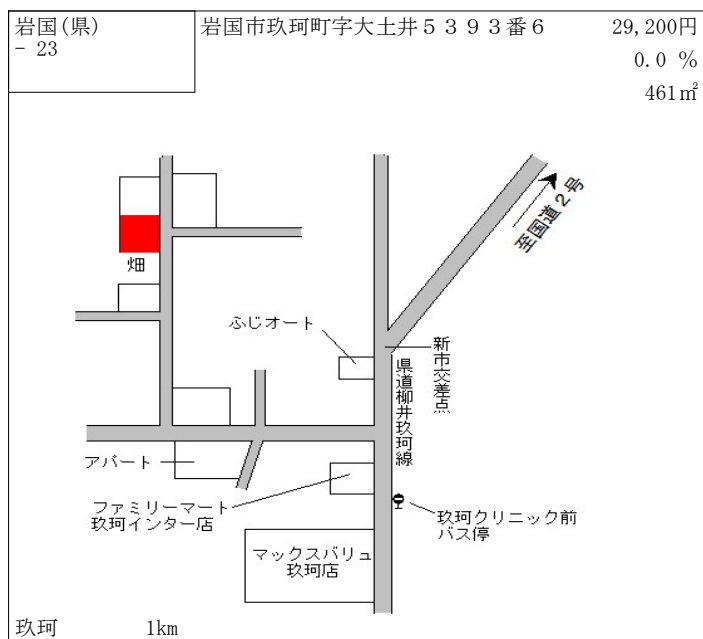 岩国(県)
- 23
岩国市玖珂町字大土井５３９３番６
29,200円
0.0 %
461㎡
至国道２号
畑
ふじオート
新市交差点
県道柳井玖珂線
アパート
ファミリーマート
玖珂インター店
玖珂クリニック前
バス停
マックスバリュ
玖珂店
玖珂 1km